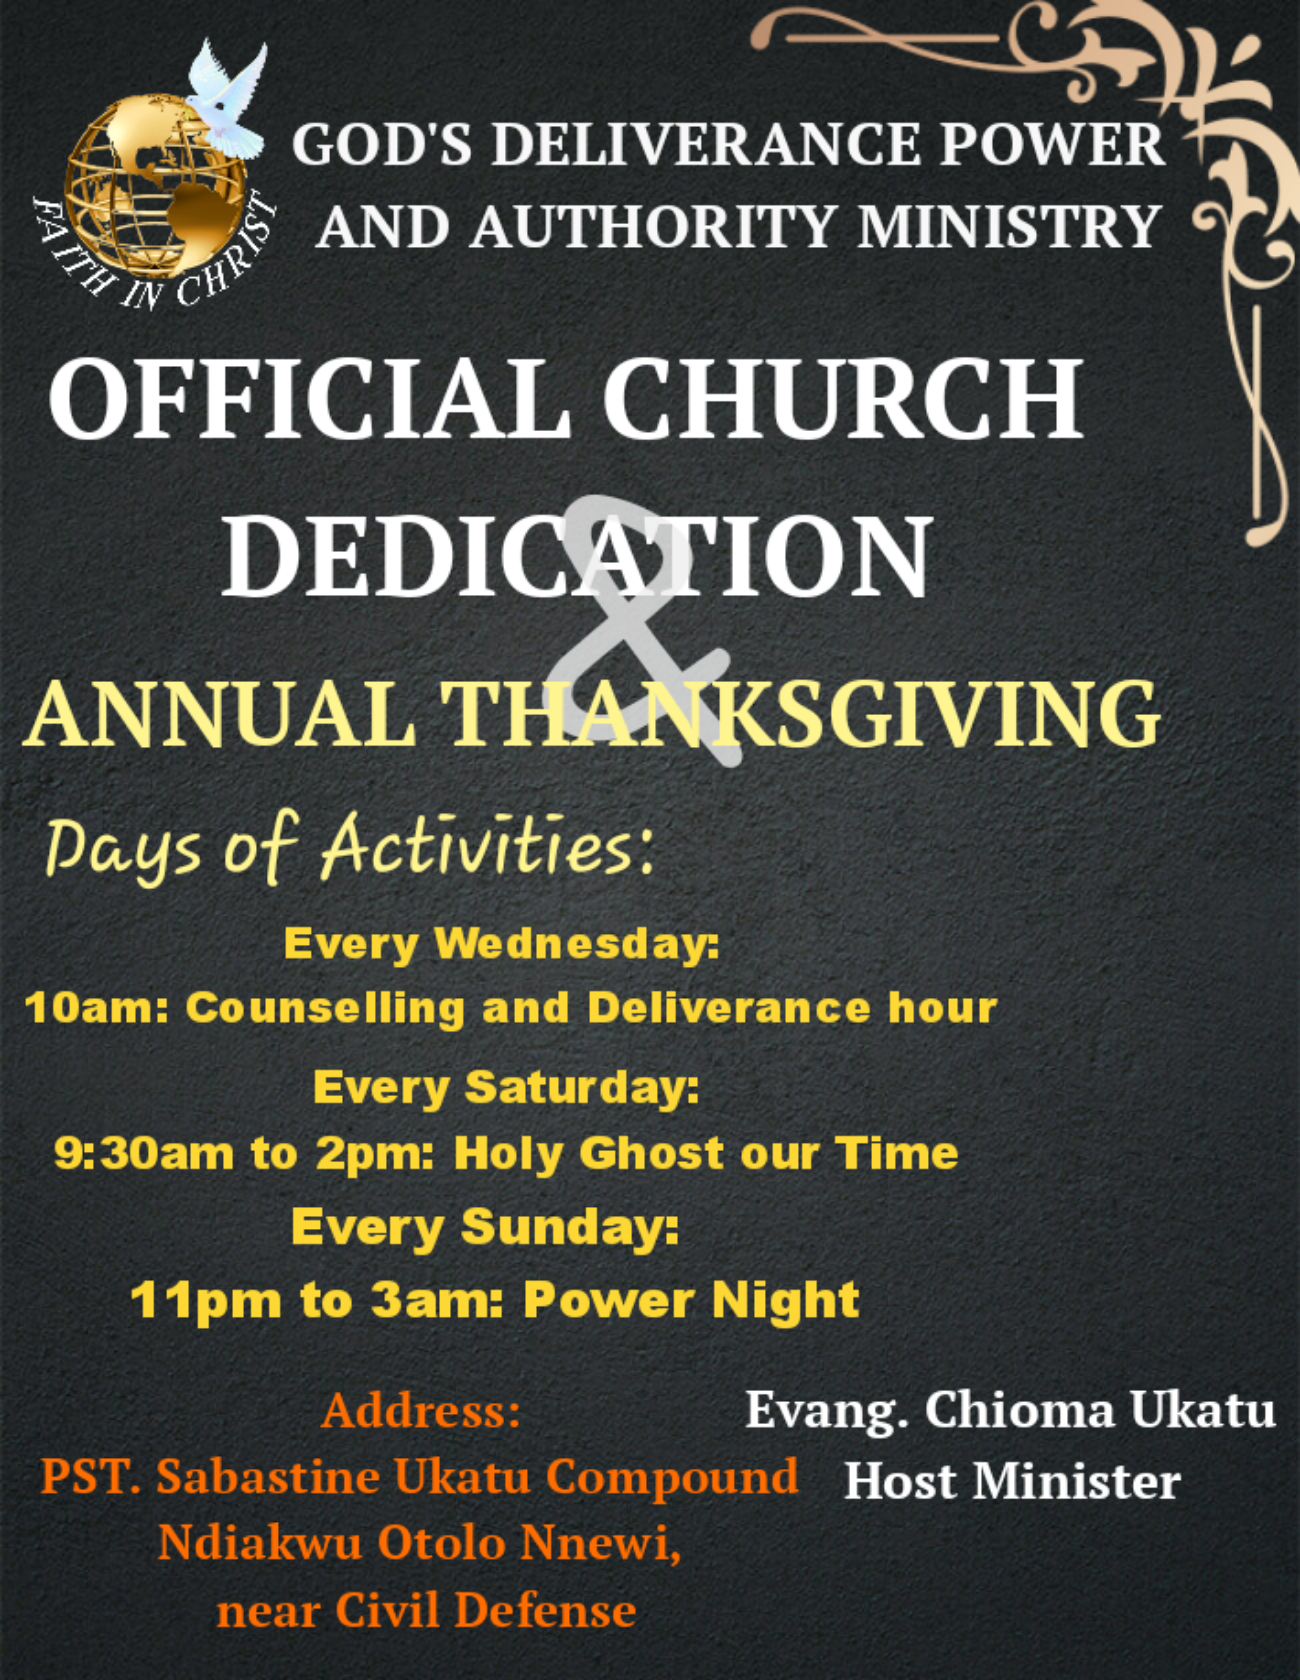 FAITH IN CHRIST
GOD'S DELIVERANCE POWER
AND AUTHORITY MINISTRY
OFFICIAL CHURCH
DEDICATION
&
ANNUAL THANKSGIVING
Days of Activities:
Every Wednesday:
10am: Counselling and Deliverance hour
Every Saturday:
9:30am to 2pm: Holy Ghost our Time
Every Sunday:
11pm to 3am: Power Night
Address:
PST. Sabastine Ukatu Compound
Ndiakwu Otolo Nnewi,
near Civil Defense
Evang. Chioma Ukatu
Host Minister